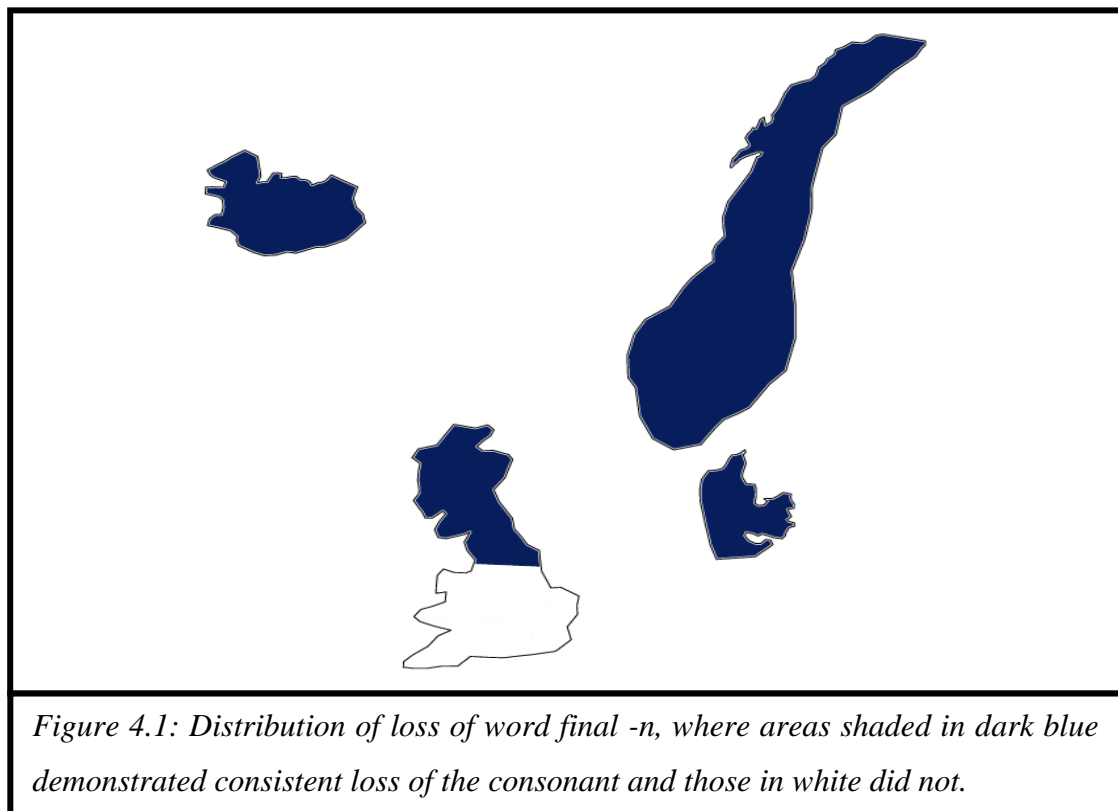 Figure 4.1: Distribution of loss of word final -n, where areas shaded in dark blue
demonstrated consistent loss of the consonant and those in white did not.